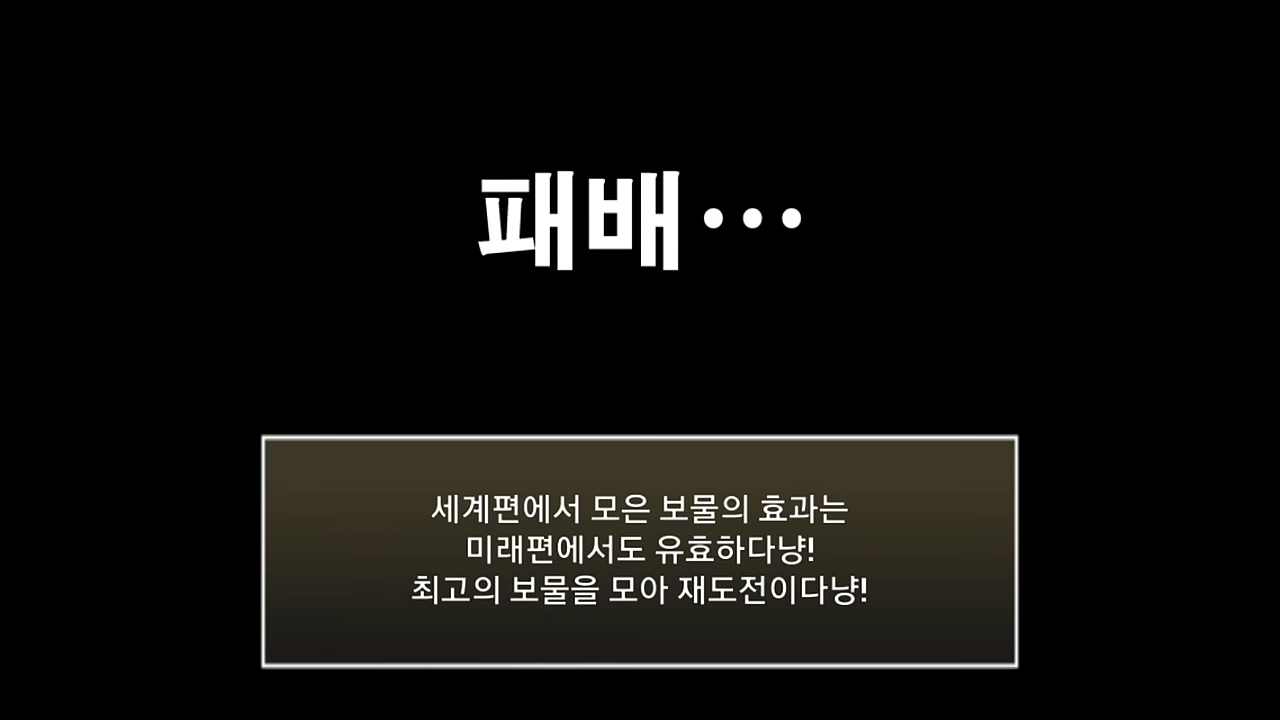 패배…
세계편에서 모은 보물의 효과는
미래편에서도 유효하다냥!
최고의 보물을 모아 재도전이다냥!